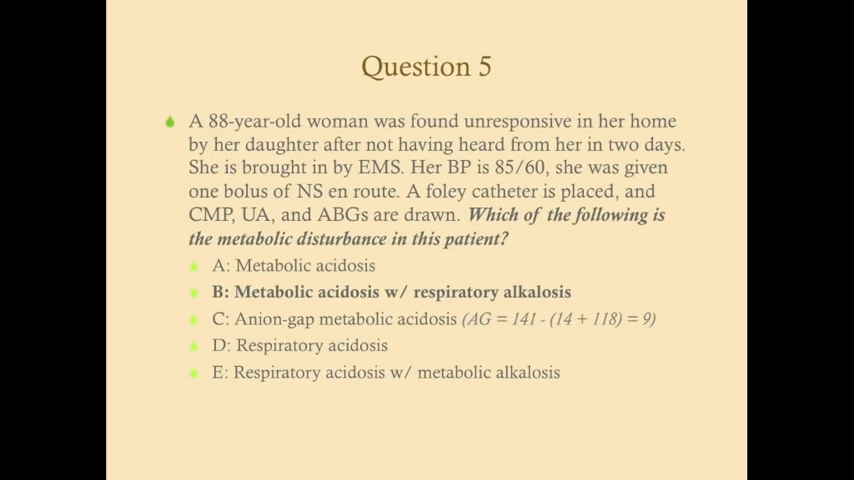 Question 5
A 88-year-old woman was found unresponsive in her home
by her daughter after not having heard from her in two days.
She is brought in by EMS. Her BP is 85/60, she was given
one bolus of NS en route. A foley catheter is placed, and
CMP, UA, and ABGs are drawn. Which of the following is
the metabolic disturbance in this patient?
A: Metabolic acidosis
B: Metabolic acidosis w/ respiratory alkalosis
C: Anion-gap metabolic acidosis (AG = 141 - (14 + 118) = 9)
D: Respiratory acidosis
E: Respiratory acidosis w/ metabolic alkalosis